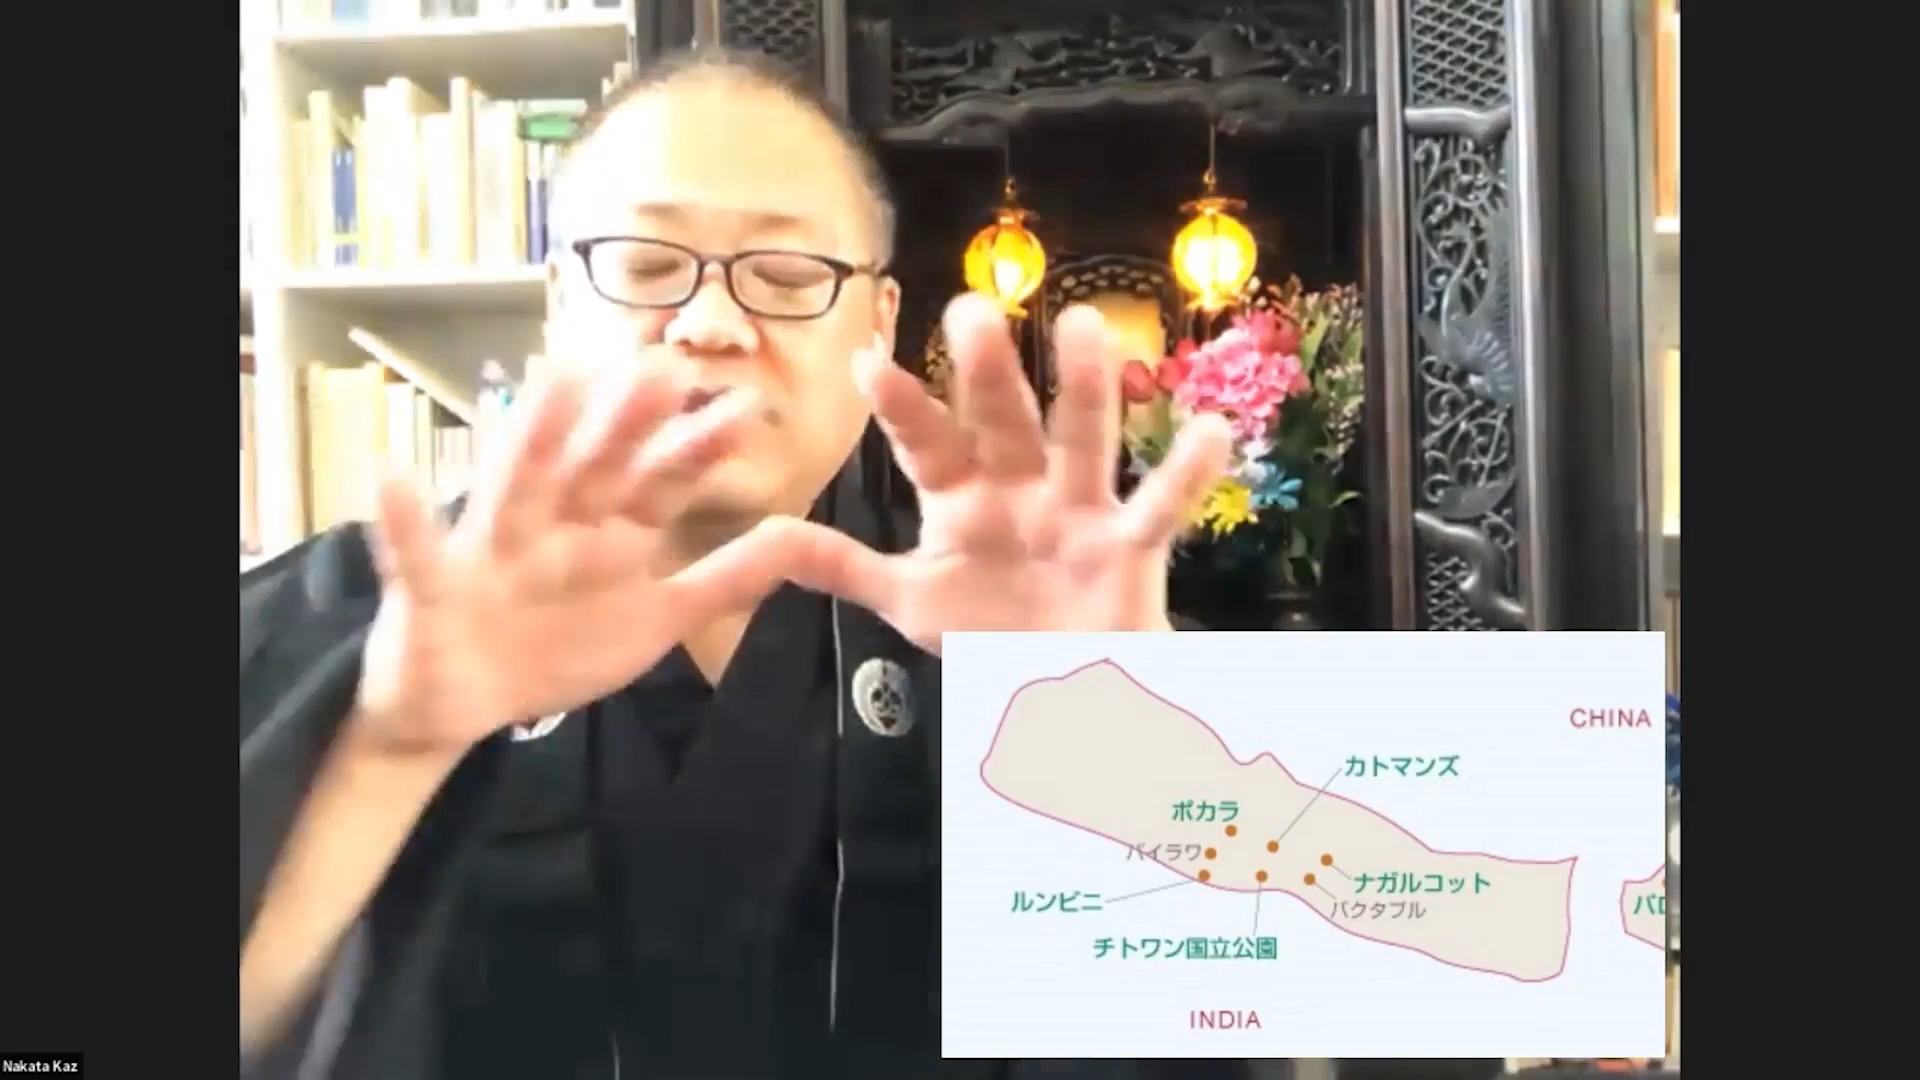 CHINA
カトマンズ
ポカラ
バイラワ
ナガルコット
ルンビニ
バクタブル
チトワン国立公園
INDIA
Nakata Kaz